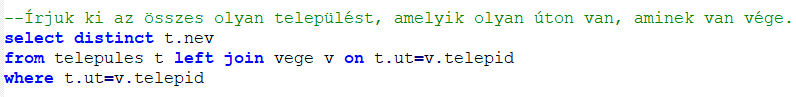 --Írjuk ki az összes olyan települést, amelyik olyan úton van, aminek van vége.
select distinct t.nev
from telepules t left join vege v on t.ut=v.telepid
where t.ut=v.telepid